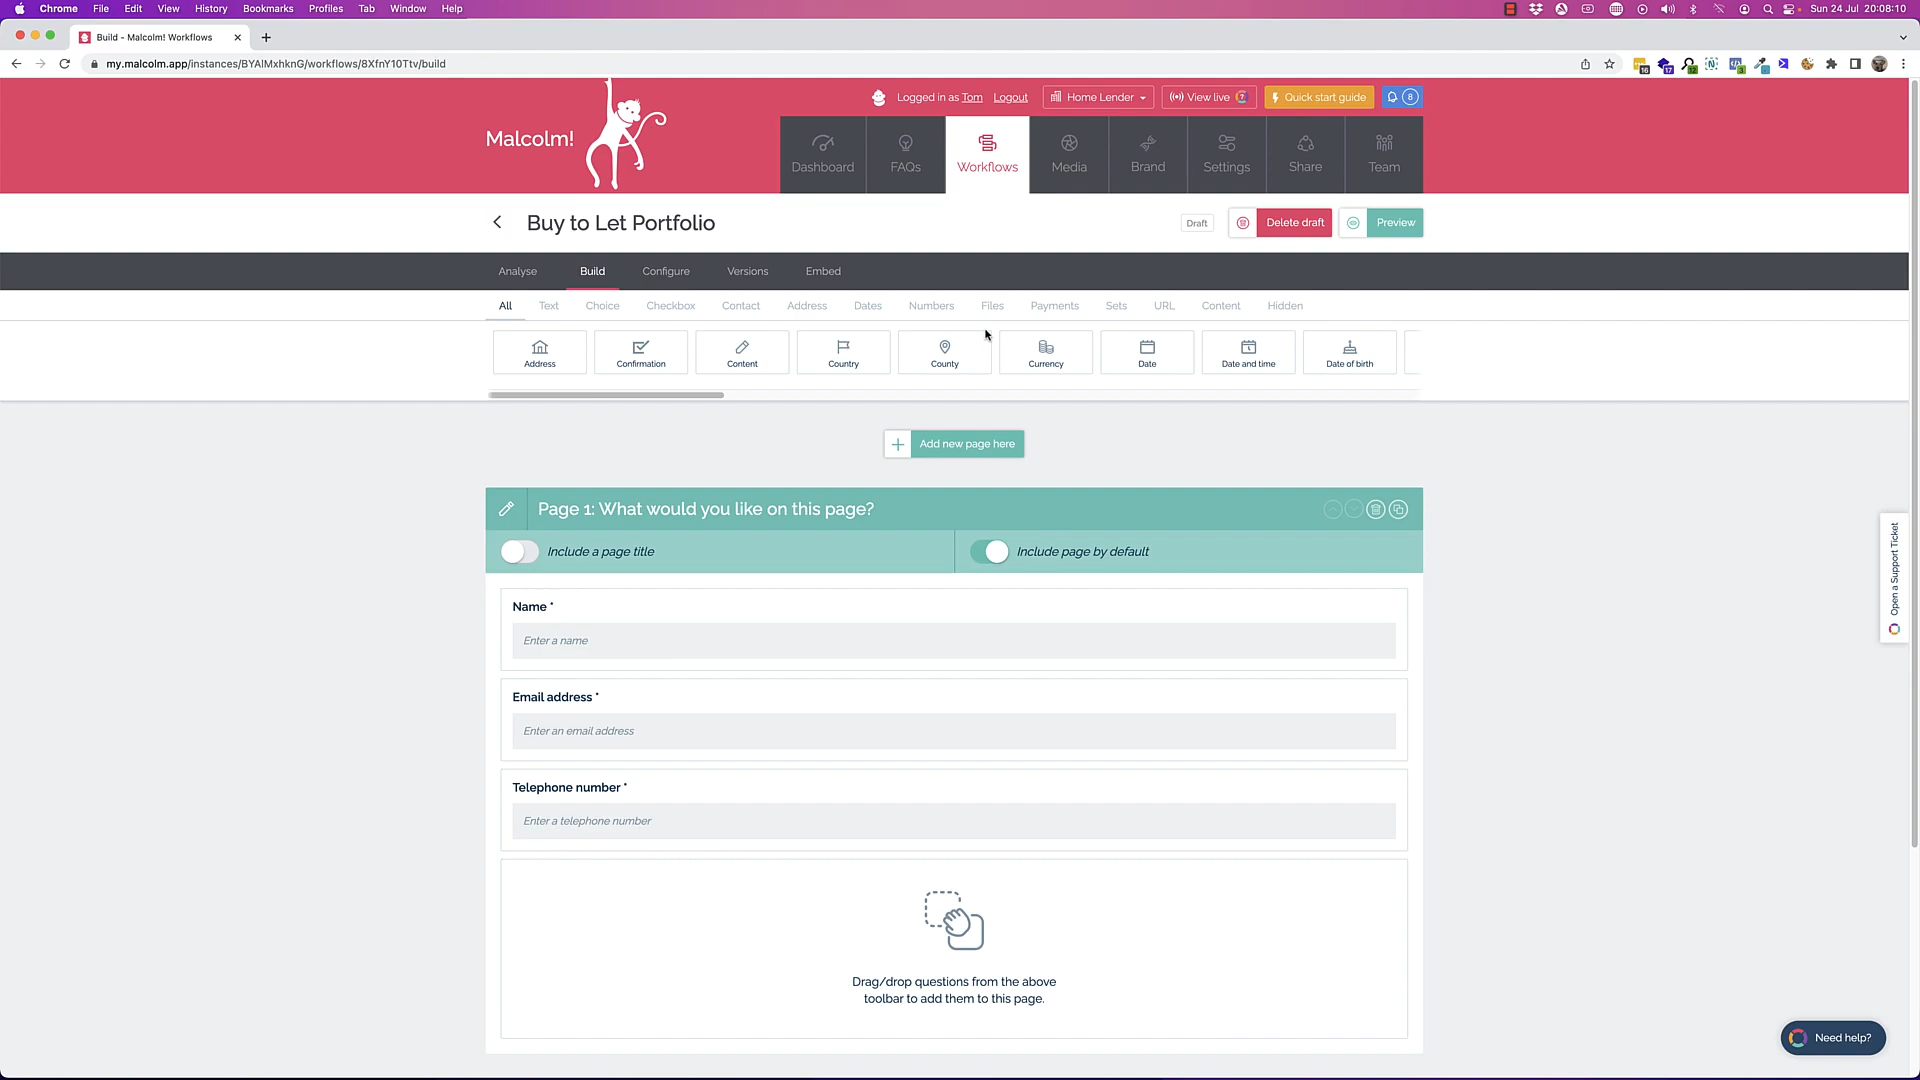 Chrome File Edit View History Bookmarks Profiles Tab Window Help Sun 24 Jul 20:08:10
Build - Malcolm! Workflows
my.malcolm.app/instances/BYAlMxhknG/workflows/8XfnY10Ttv/build
Malcolm!
Logged in as Tom Logout Home Lender View live Quick start guide 8
Dashboard FAQs Workflows Media Brand Settings Share Team
Buy to Let Portfolio Draft Delete draft Preview
Analyse Build Configure Versions Embed
All Text Choice Checkbox Contact Address Dates Numbers Files Payments Sets URL Content Hidden
Address Confirmation Content Country County Currency Date Date and time Date of birth
Add new page here
Page 1: What would you like on this page?
Include a page title Include page by default
Name *
Enter a name
Email address *
Enter an email address
Telephone number *
Enter a telephone number
Drag/drop questions from the above
toolbar to add them to this page.
Open a Support Ticket
Need help?